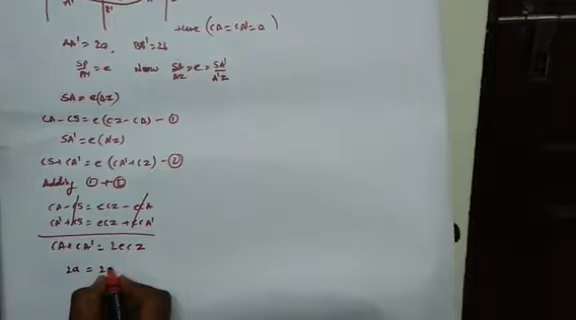 A' B'
Here (CA = CA' = a)
AA' = 2a, BB' = 2b
SP/PM = e Now SA/AZ = e = SA'/A'Z
SA = e(AZ)
CA - CS = e (CZ - CA) - ①
SA' = e(A'Z)
CS + CA' = e (CA' + CZ) - ②
Adding ① + ②
CA - CS = eCZ - eCA
CA' + CS = eCZ + eCA'
CA + CA' = 2eCZ
2a = 2